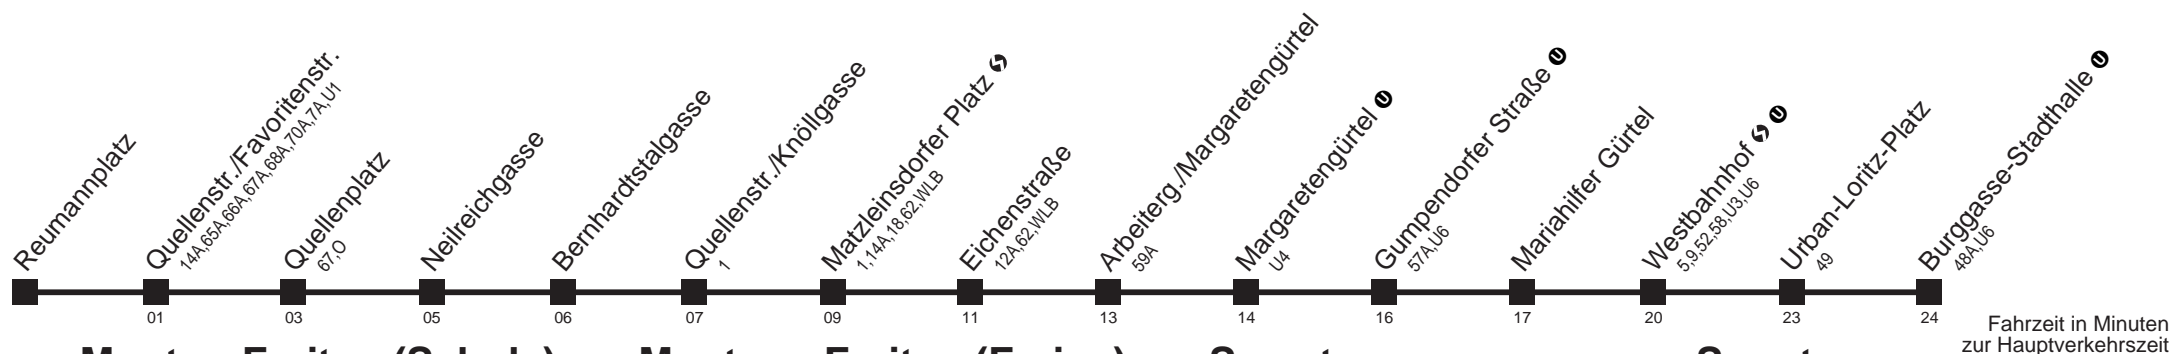 Reumannplatz
Quellenstr./Favoritenstr.
14A,65A,66A,67A,68A,70A,7A,U1
Quellenplatz
67,O
Neilreichgasse
Bernhardtstalgasse
Quellenstr./Knöllgasse
1
Matzleinsdorfer Platz
1,14A,18,62,WLB
Eichenstraße
12A,62,WLB
Arbeiterg./Margaretengürtel
59A
Margaretengürtel U
U4
Gumpendorfer Straße U
57A,U6
Mariahilfer Gürtel
Westbahnhof U
5,9,52,58,U3,U6
Urban-Loritz-Platz
49
Burggasse-Stadthalle U
48A,U6
01 03 05 06 07 09 11 13 14 16 17 20 23 24
Fahrzeit in Minuten
zur Hauptverkehrszeit